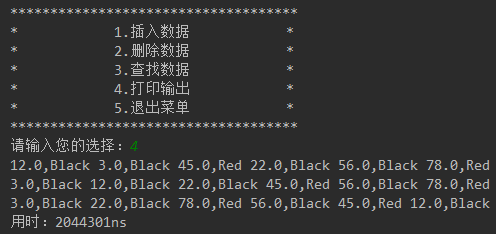 ************************************
* 1.插入数据 *
* 2.删除数据 *
* 3.查找数据 *
* 4.打印输出 *
* 5.退出菜单 *
************************************
请输入您的选择：4
12.0,Black 3.0,Black 45.0,Red 22.0,Black 56.0,Black 78.0,Red
3.0,Black 12.0,Black 22.0,Black 45.0,Red 56.0,Black 78.0,Red
3.0,Black 22.0,Black 78.0,Red 56.0,Black 45.0,Red 12.0,Black
用时：2044301ns